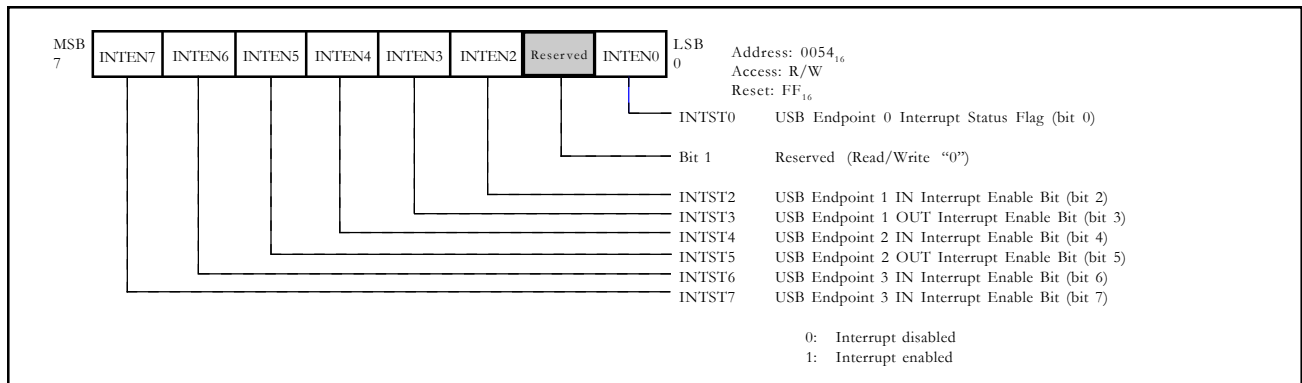 MSB
7
INTEN7 INTEN6 INTEN5 INTEN4 INTEN3 INTEN2 Reserved INTEN0
LSB
0
Address: 0054₁₆
Access: R/W
Reset: FF₁₆
INTST0 USB Endpoint 0 Interrupt Status Flag (bit 0)
Bit 1 Reserved (Read/Write “0”)
INTST2 USB Endpoint 1 IN Interrupt Enable Bit (bit 2)
INTST3 USB Endpoint 1 OUT Interrupt Enable Bit (bit 3)
INTST4 USB Endpoint 2 IN Interrupt Enable Bit (bit 4)
INTST5 USB Endpoint 2 OUT Interrupt Enable Bit (bit 5)
INTST6 USB Endpoint 3 IN Interrupt Enable Bit (bit 6)
INTST7 USB Endpoint 3 IN Interrupt Enable Bit (bit 7)
0: Interrupt disabled
1: Interrupt enabled